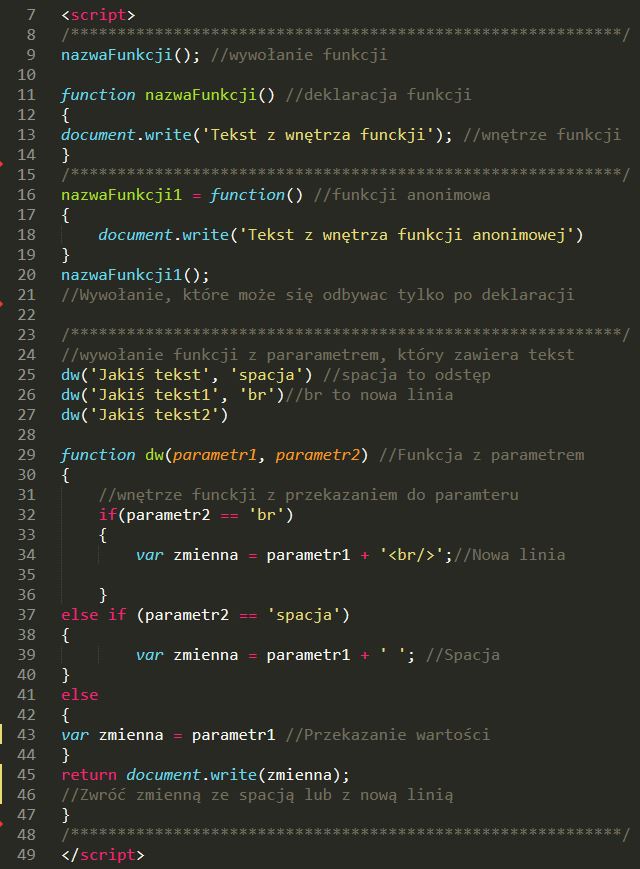 7 <script>
8 /***********************************************************/
9 nazwaFunkcji(); //wywołanie funkcji
10
11 function nazwaFunkcji() //deklaracja funkcji
12 {
13 document.write('Tekst z wnętrza funckji'); //wnętrze funkcji
14 }
15 /***********************************************************/
16 nazwaFunkcji1 = function() //funkcji anonimowa
17 {
18     document.write('Tekst z wnętrza funkcji anonimowej')
19 }
20 nazwaFunkcji1();
21 //Wywołanie, które może się odbywac tylko po deklaracji
22
23 /***********************************************************/
24 //wywołanie funkcji z pararametrem, który zawiera tekst
25 dw('Jakiś tekst', 'spacja') //spacja to odstęp
26 dw('Jakiś tekst1', 'br')//br to nowa linia
27 dw('Jakiś tekst2')
28
29 function dw(parametr1, parametr2) //Funkcja z parametrem
30 {
31     //wnętrze funckji z przekazaniem do paramteru
32     if(parametr2 == 'br')
33     {
34         var zmienna = parametr1 + '<br/>';//Nowa linia
35
36     }
37 else if (parametr2 == 'spacja')
38 {
39         var zmienna = parametr1 + ' '; //Spacja
40 }
41 else
42 {
43 var zmienna = parametr1 //Przekazanie wartości
44 }
45 return document.write(zmienna);
46 //Zwróć zmienną ze spacją lub z nową linią
47 }
48 /***********************************************************/
49 </script>